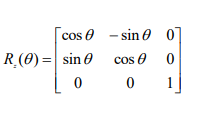 cos θ − sin θ 0
R_z(θ) = sin θ cos θ 0
0 0 1